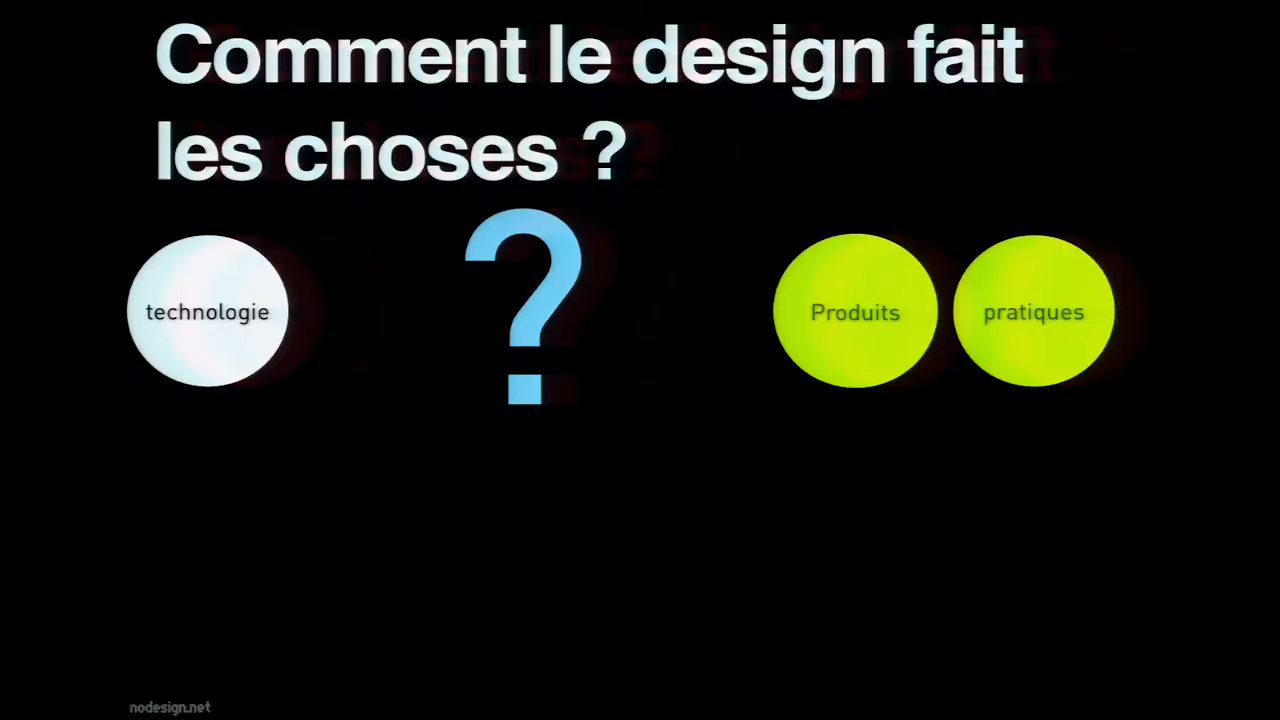 Comment le design fait
les choses ?
?
technologie
Produits
pratiques
nodesign.net